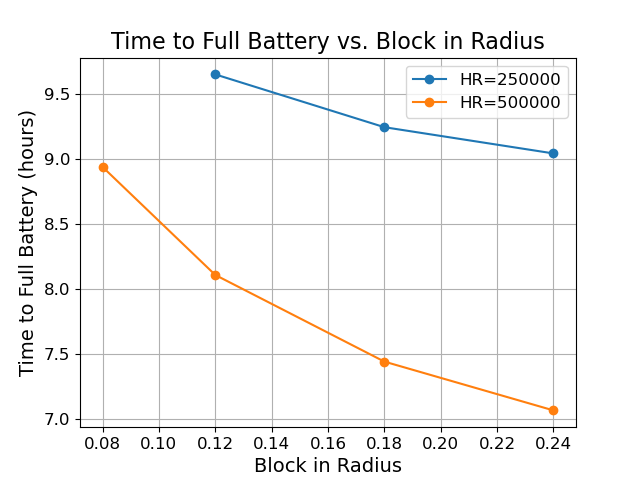 Time to Full Battery vs. Block in Radius
HR=250000
HR=500000
Time to Full Battery (hours)
9.5
9.0
8.5
8.0
7.5
7.0
0.08 0.10 0.12 0.14 0.16 0.18 0.20 0.22 0.24
Block in Radius